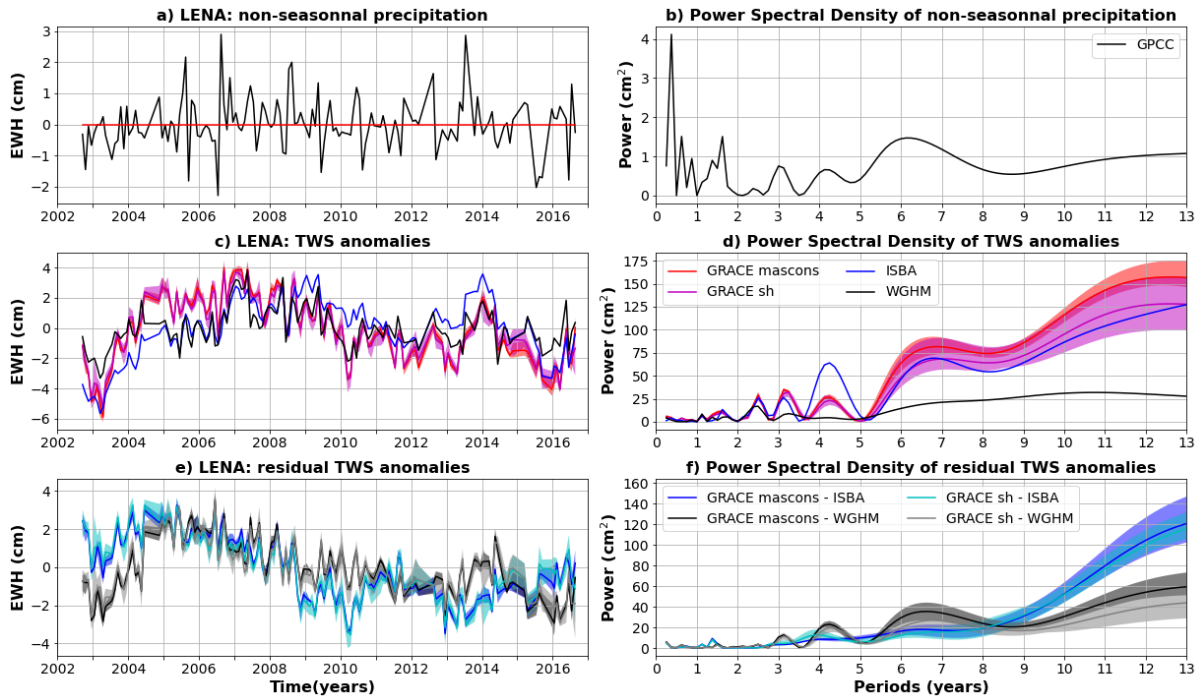 a) LENA: non-seasonnal precipitation
EWH (cm)
3
2
1
0
−1
−2
2002 2004 2006 2008 2010 2012 2014 2016
b) Power Spectral Density of non-seasonnal precipitation
Power (cm²)
4
3
2
1
0
GPCC
0 1 2 3 4 5 6 7 8 9 10 11 12 13
c) LENA: TWS anomalies
EWH (cm)
4
2
0
−2
−4
−6
2002 2004 2006 2008 2010 2012 2014 2016
d) Power Spectral Density of TWS anomalies
Power (cm²)
175
150
125
100
75
50
25
0
GRACE mascons
GRACE sh
ISBA
WGHM
0 1 2 3 4 5 6 7 8 9 10 11 12 13
e) LENA: residual TWS anomalies
EWH (cm)
4
2
0
−2
−4
2002 2004 2006 2008 2010 2012 2014 2016
Time(years)
f) Power Spectral Density of residual TWS anomalies
Power (cm²)
160
140
120
100
80
60
40
20
0
GRACE mascons - ISBA
GRACE mascons - WGHM
GRACE sh - ISBA
GRACE sh - WGHM
0 1 2 3 4 5 6 7 8 9 10 11 12 13
Periods (years)